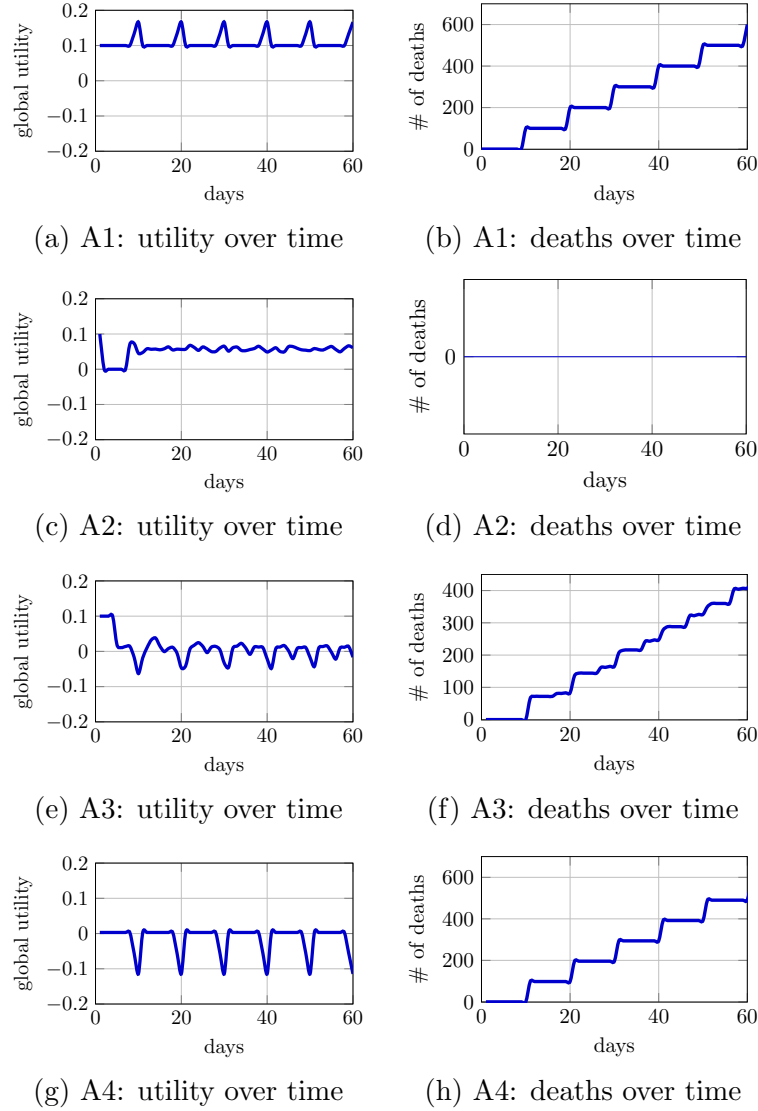 0.2
0.1
0
−0.1
−0.2
global utility
0 20 40 60
days
(a) A1: utility over time
600
400
200
0
# of deaths
0 20 40 60
days
(b) A1: deaths over time
0.2
0.1
0
−0.1
−0.2
global utility
0 20 40 60
days
(c) A2: utility over time
0
# of deaths
0 20 40 60
days
(d) A2: deaths over time
0.2
0.1
0
−0.1
−0.2
global utility
0 20 40 60
days
(e) A3: utility over time
400
300
200
100
0
# of deaths
0 20 40 60
days
(f) A3: deaths over time
0.2
0.1
0
−0.1
−0.2
global utility
0 20 40 60
days
(g) A4: utility over time
600
400
200
0
# of deaths
0 20 40 60
days
(h) A4: deaths over time